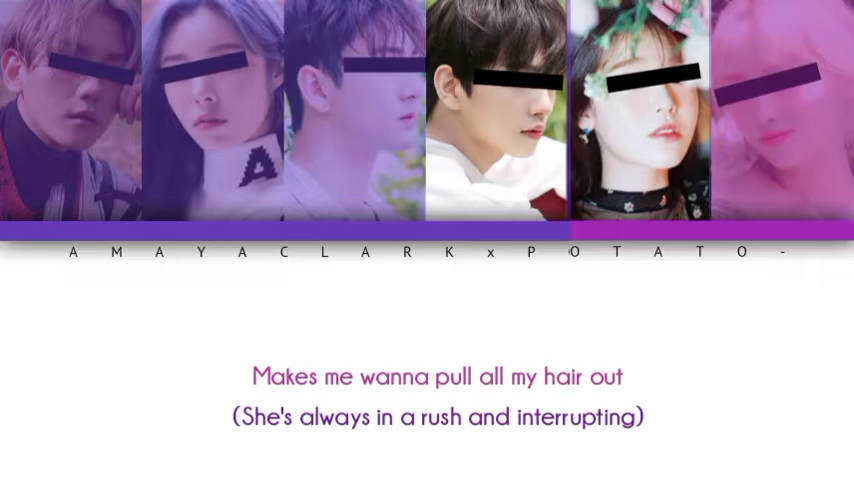 A
A M A Y A C L A R K x P O T A T O -
Makes me wanna pull all my hair out
(She's always in a rush and interrupting)